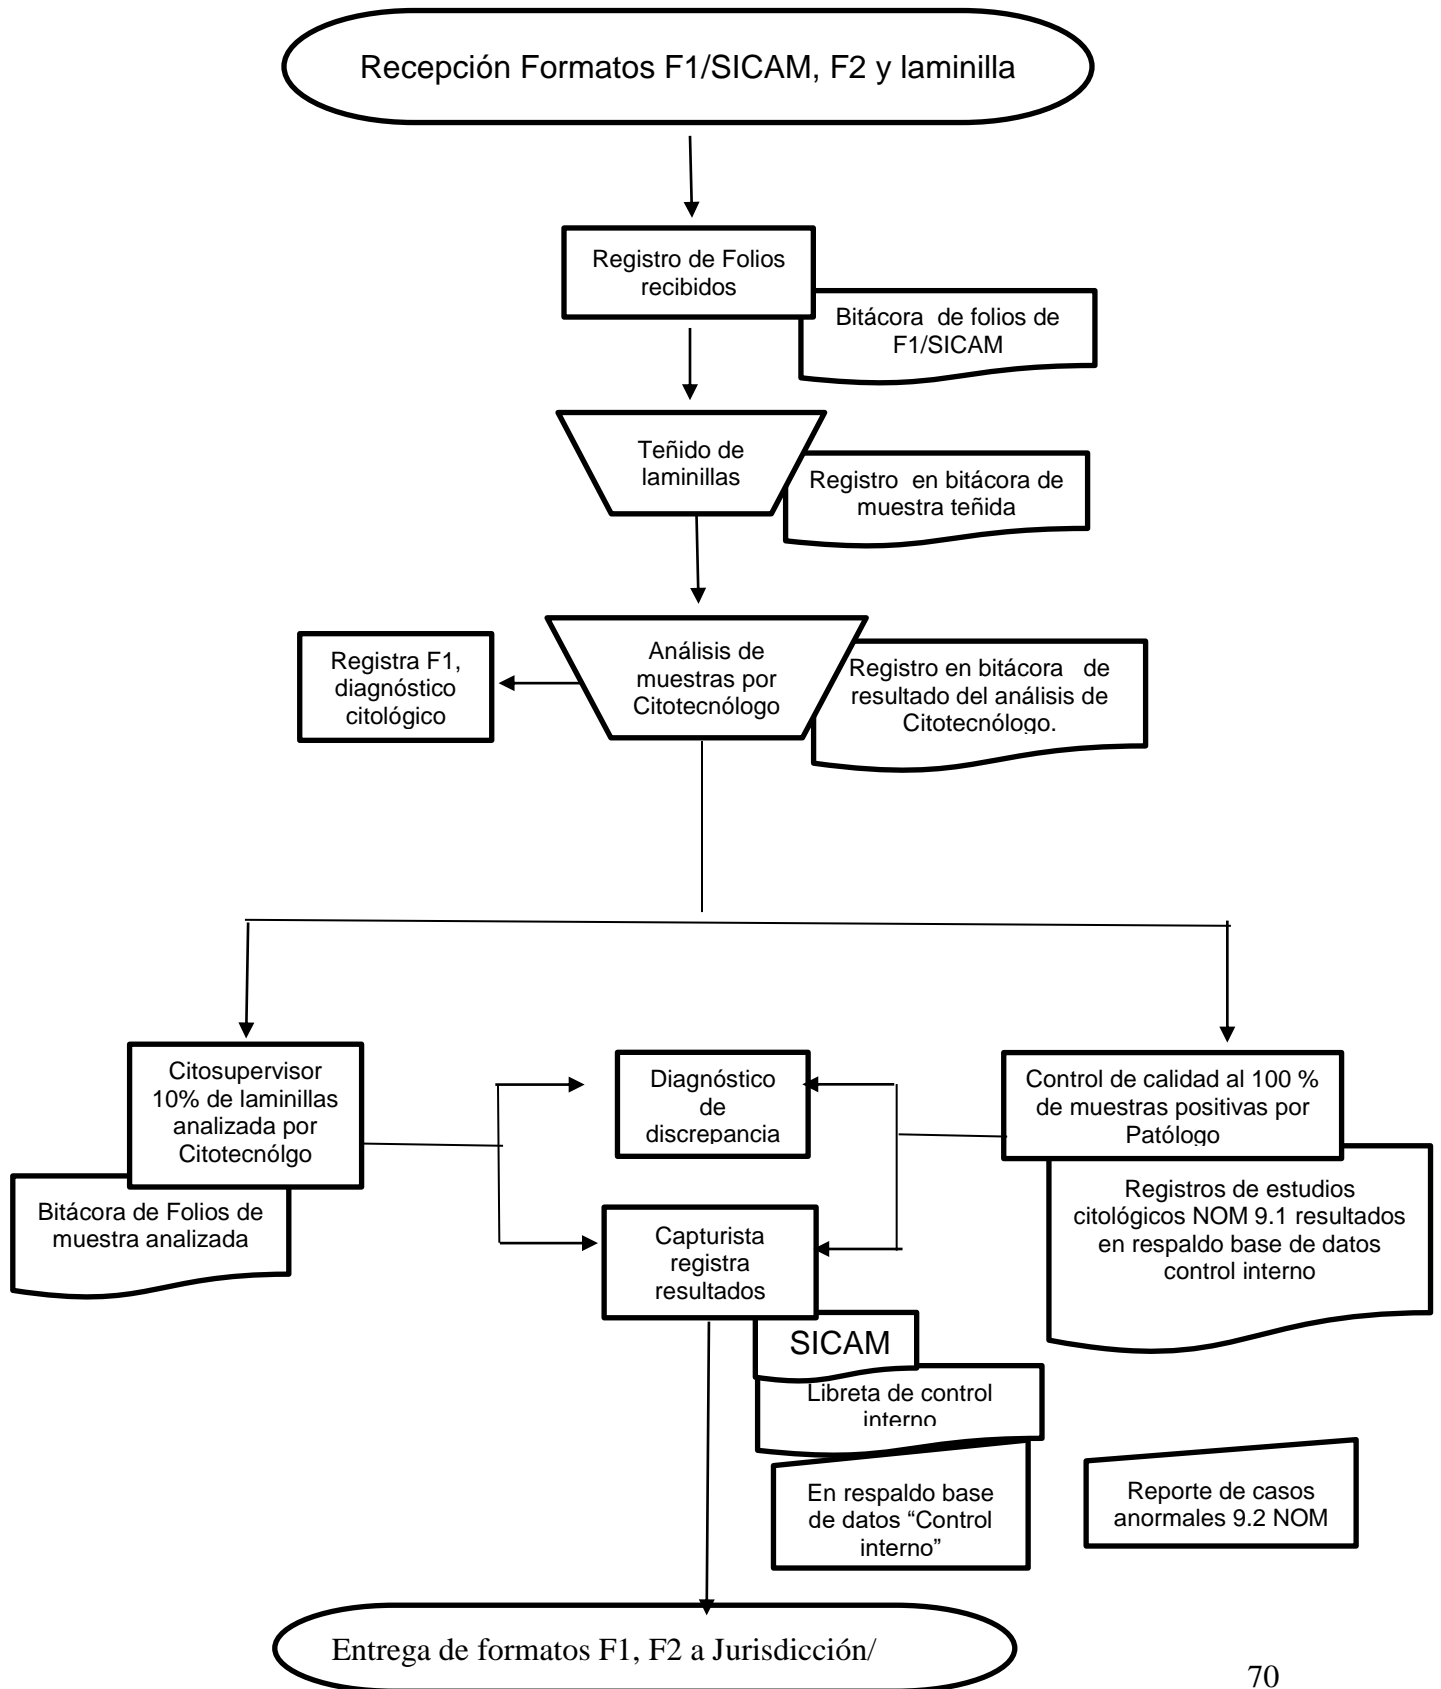 Recepción Formatos F1/SICAM, F2 y laminilla
Registro de Folios
recibidos
Bitácora de folios de
F1/SICAM
Teñido de
laminillas
Registro en bitácora de
muestra teñida
Registra F1,
diagnóstico
citológico
Análisis de
muestras por
Citotecnólogo
Registro en bitácora de
resultado del análisis de
Citotecnólogo.
Citosupervisor
10% de laminillas
analizada por
Citotecnólgo
Bitácora de Folios de
muestra analizada
Diagnóstico
de
discrepancia
Control de calidad al 100 %
de muestras positivas por
Patólogo
Registros de estudios
citológicos NOM 9.1 resultados
en respaldo base de datos
control interno
Capturista
registra
resultados
SICAM
Libreta de control
interno
En respaldo base
de datos “Control
interno”
Reporte de casos
anormales 9.2 NOM
Entrega de formatos F1, F2 a Jurisdicción/
70